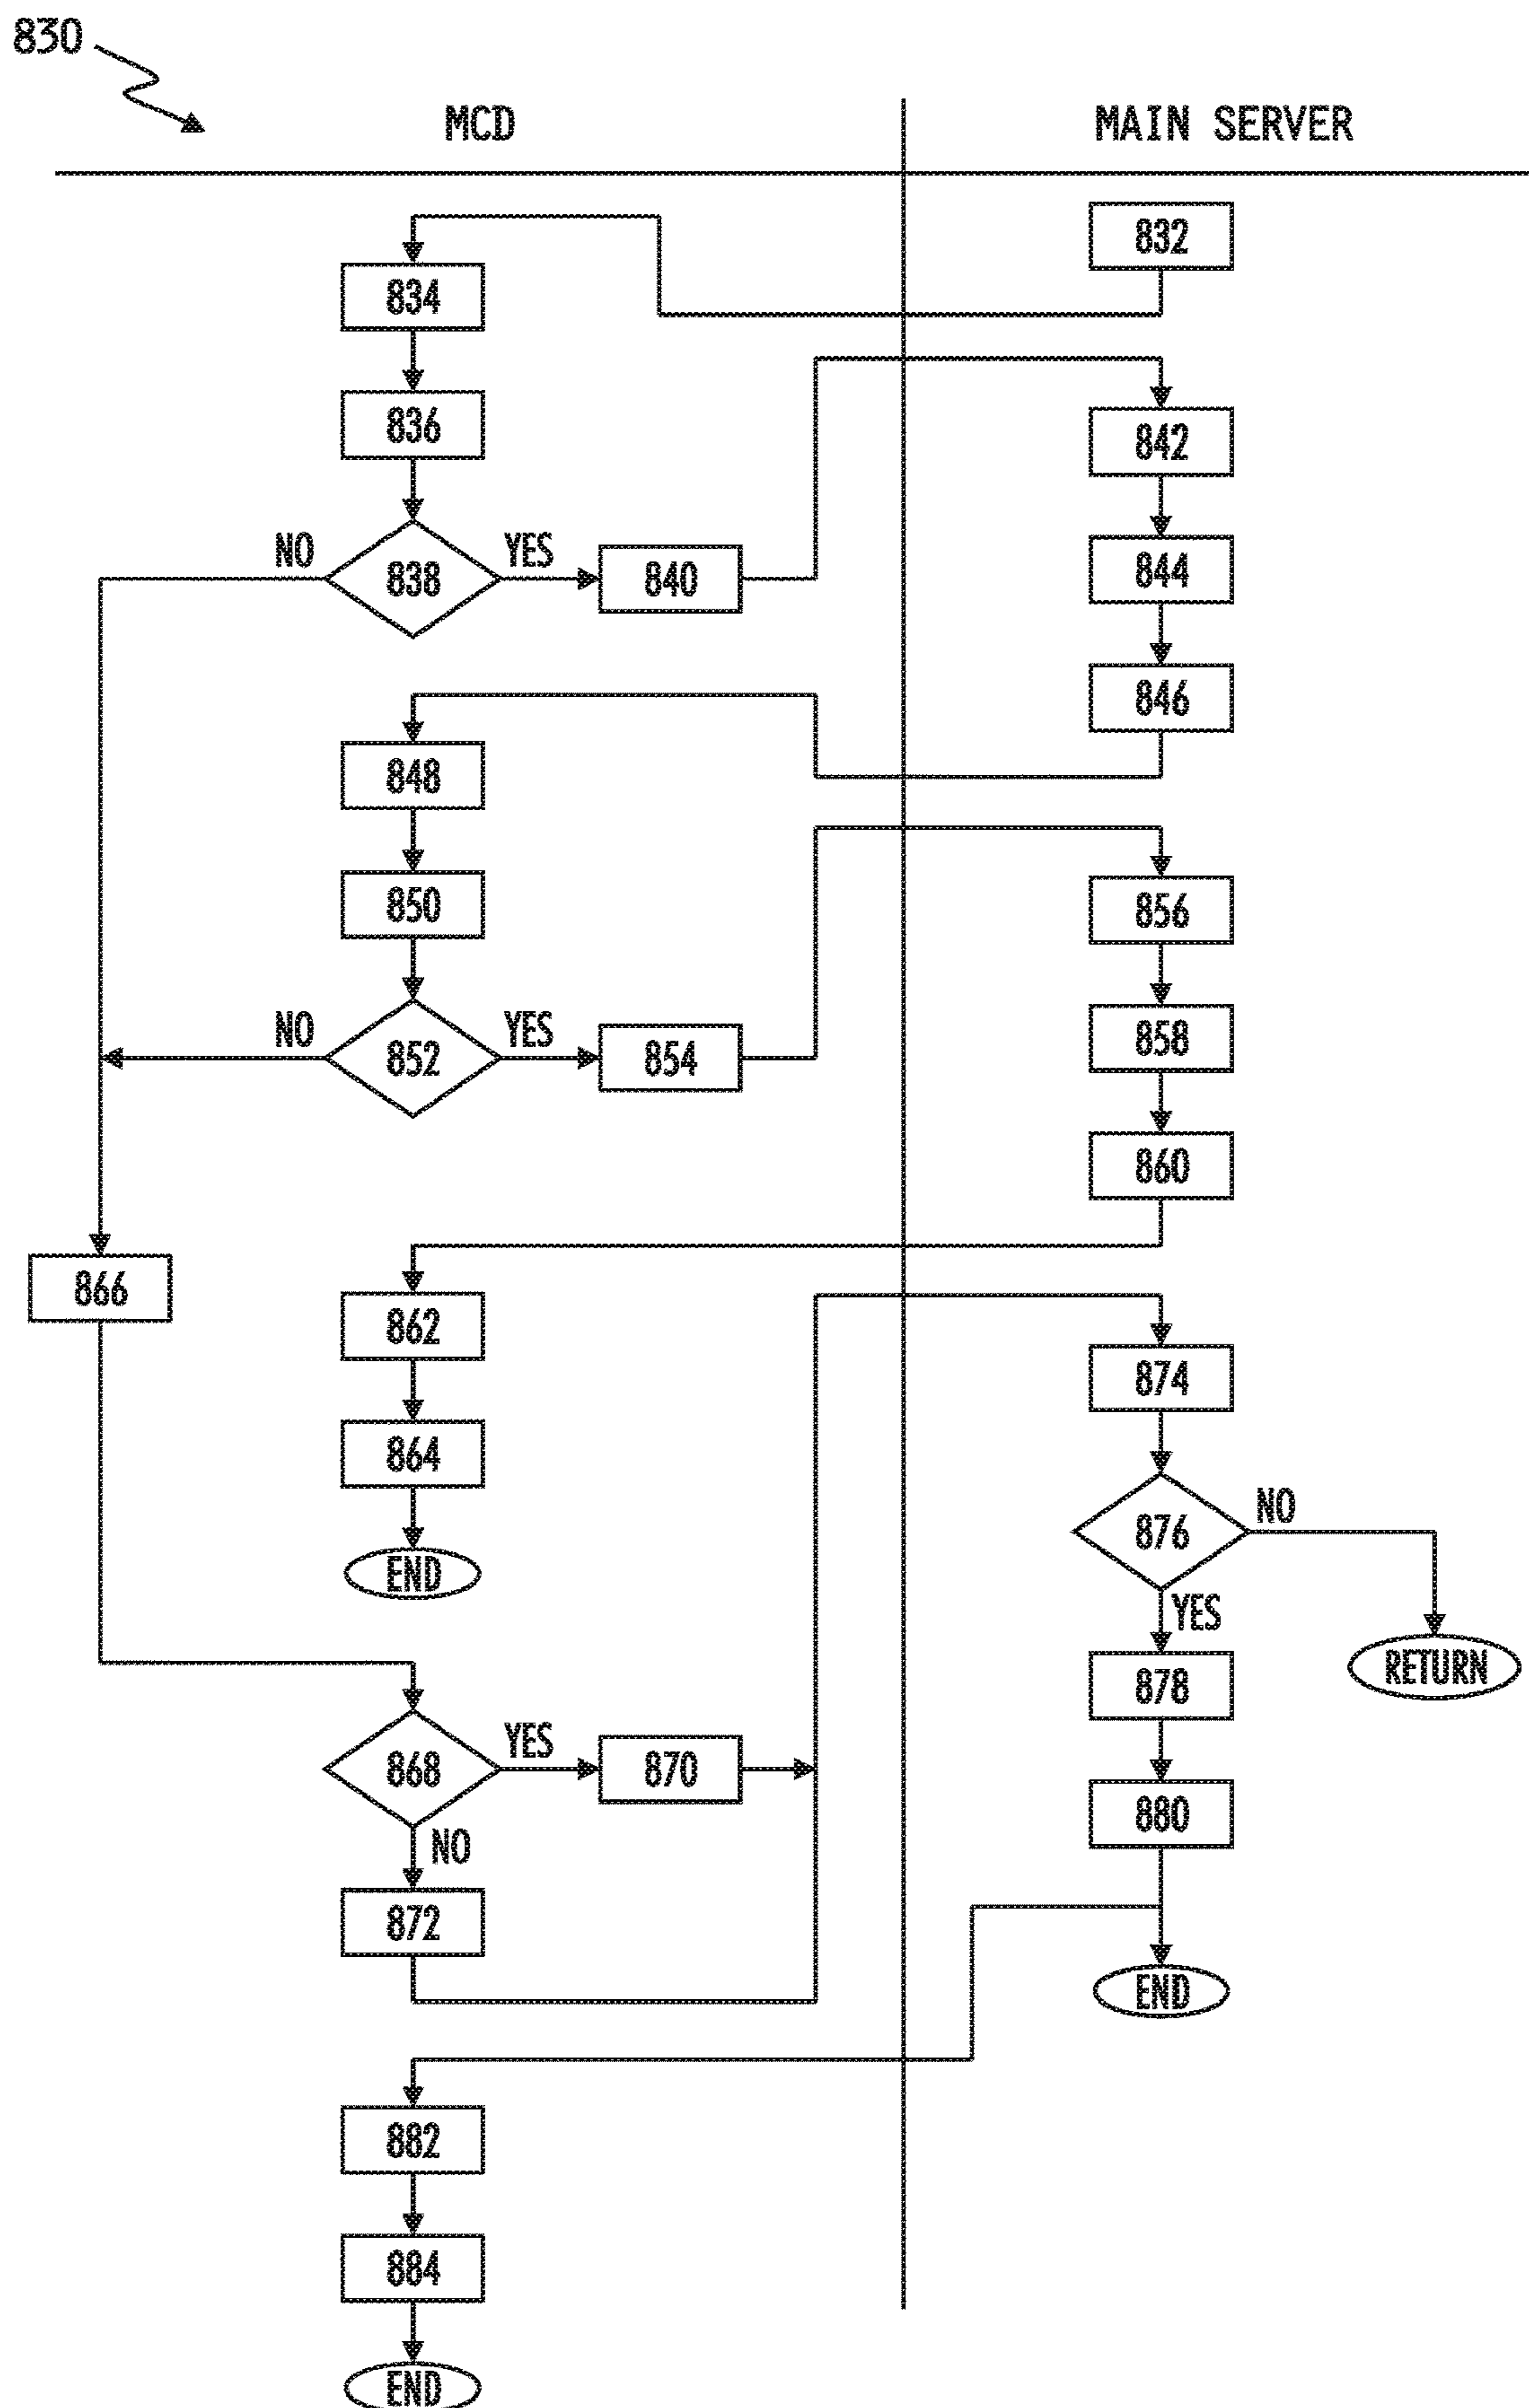 830
MCD
MAIN SERVER
832
834
836
842
NO
838
YES
840
844
846
848
850
856
NO
852
YES
854
858
860
866
862
874
864
876
NO
END
YES
RETURN
878
868
YES
870
NO
880
872
END
882
884
END